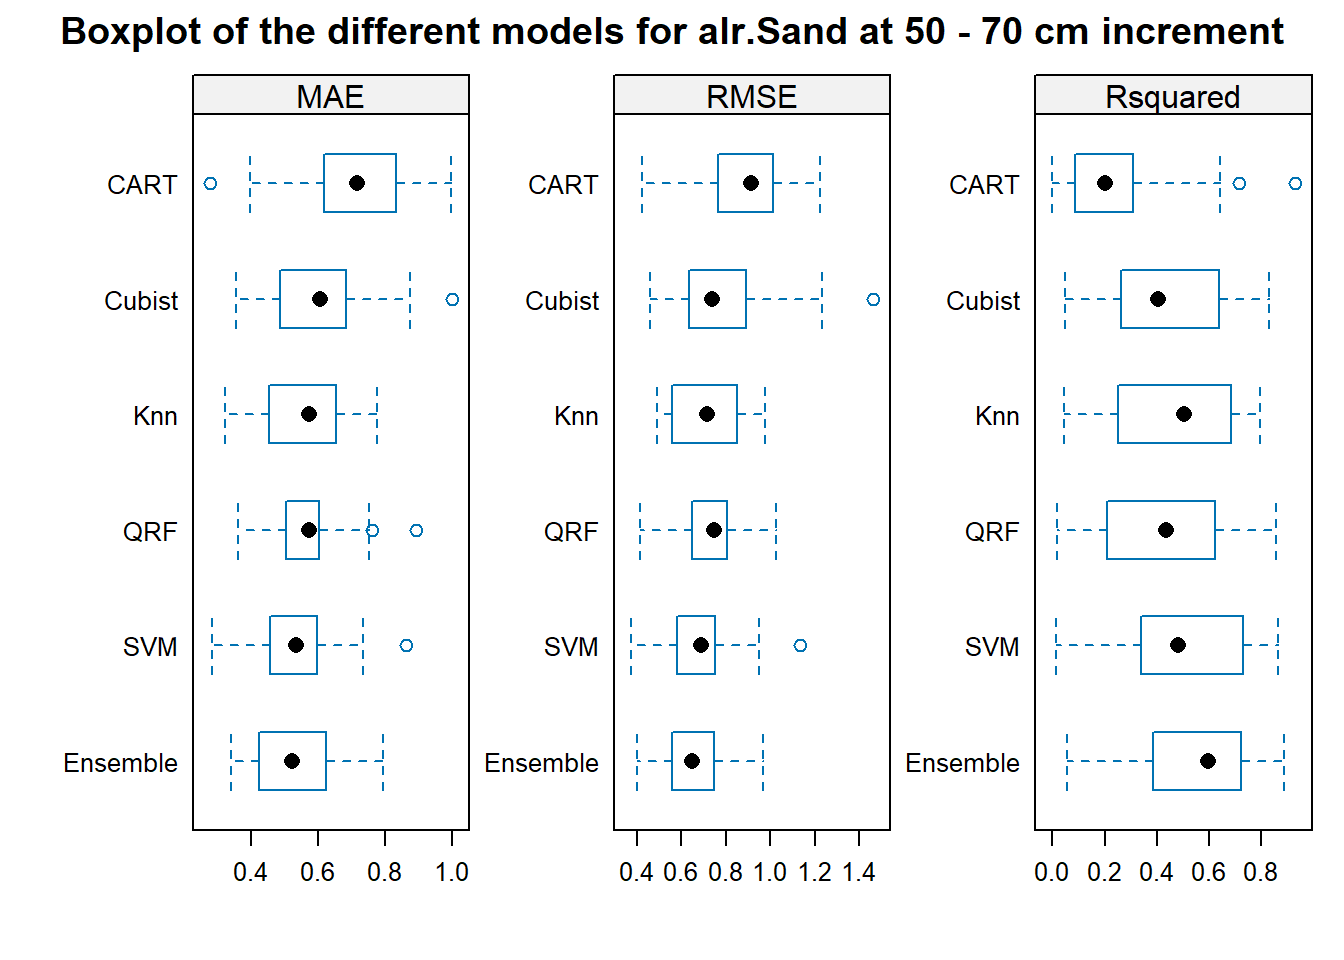 Boxplot of the different models for alr.Sand at 50 - 70 cm increment
MAE
CART
Cubist
Knn
QRF
SVM
Ensemble
0.4 0.6 0.8 1.0
RMSE
CART
Cubist
Knn
QRF
SVM
Ensemble
0.4 0.6 0.8 1.0 1.2 1.4
Rsquared
CART
Cubist
Knn
QRF
SVM
Ensemble
0.0 0.2 0.4 0.6 0.8